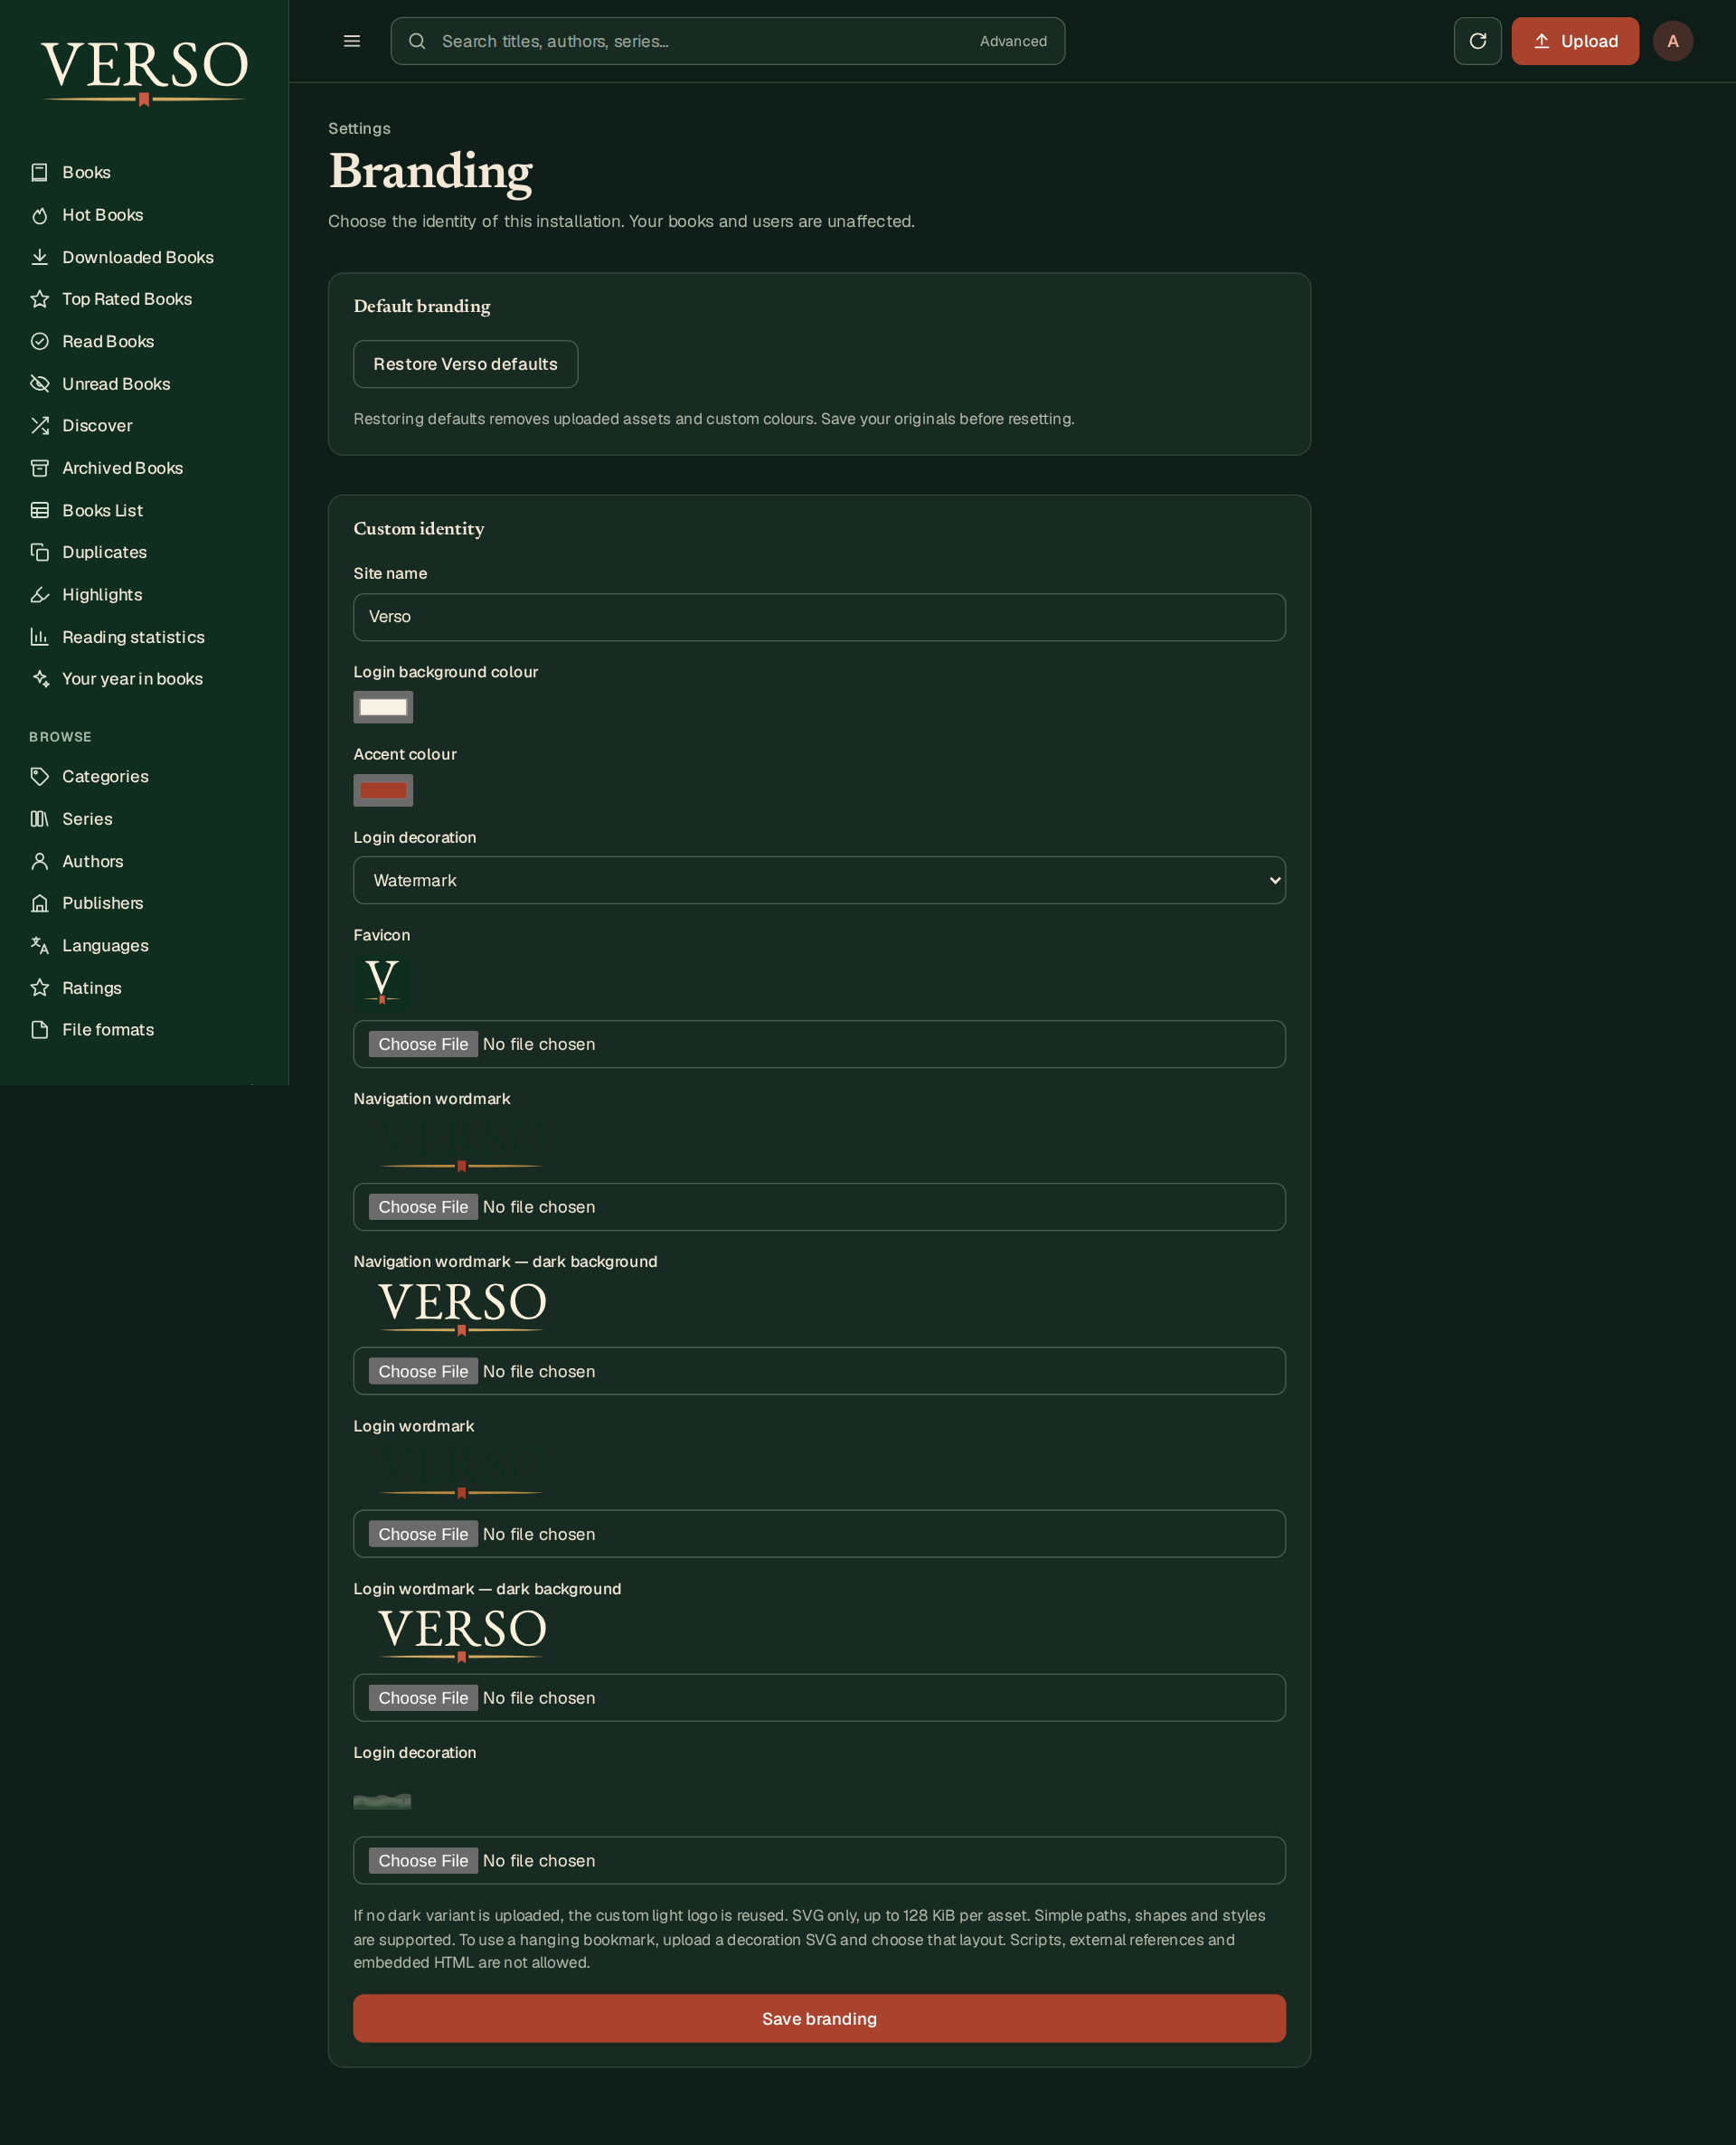 VERSO
Search titles, authors, series...
Advanced
Upload
A
Books
Hot Books
Downloaded Books
Top Rated Books
Read Books
Unread Books
Discover
Archived Books
Books List
Duplicates
Highlights
Reading statistics
Your year in books
BROWSE
Categories
Series
Authors
Publishers
Languages
Ratings
File formats
Settings
Branding
Choose the identity of this installation. Your books and users are unaffected.
Default branding
Restore Verso defaults
Restoring defaults removes uploaded assets and custom colours. Save your originals before resetting.
Custom identity
Site name
Verso
Login background colour
Accent colour
Login decoration
Watermark
Favicon
V
Choose File No file chosen
Navigation wordmark
VERSO
Choose File No file chosen
Navigation wordmark — dark background
VERSO
Choose File No file chosen
Login wordmark
VERSO
Choose File No file chosen
Login wordmark — dark background
VERSO
Choose File No file chosen
Login decoration
Choose File No file chosen
If no dark variant is uploaded, the custom light logo is reused. SVG only, up to 128 KiB per asset. Simple paths, shapes and styles
are supported. To use a hanging bookmark, upload a decoration SVG and choose that layout. Scripts, external references and
embedded HTML are not allowed.
Save branding